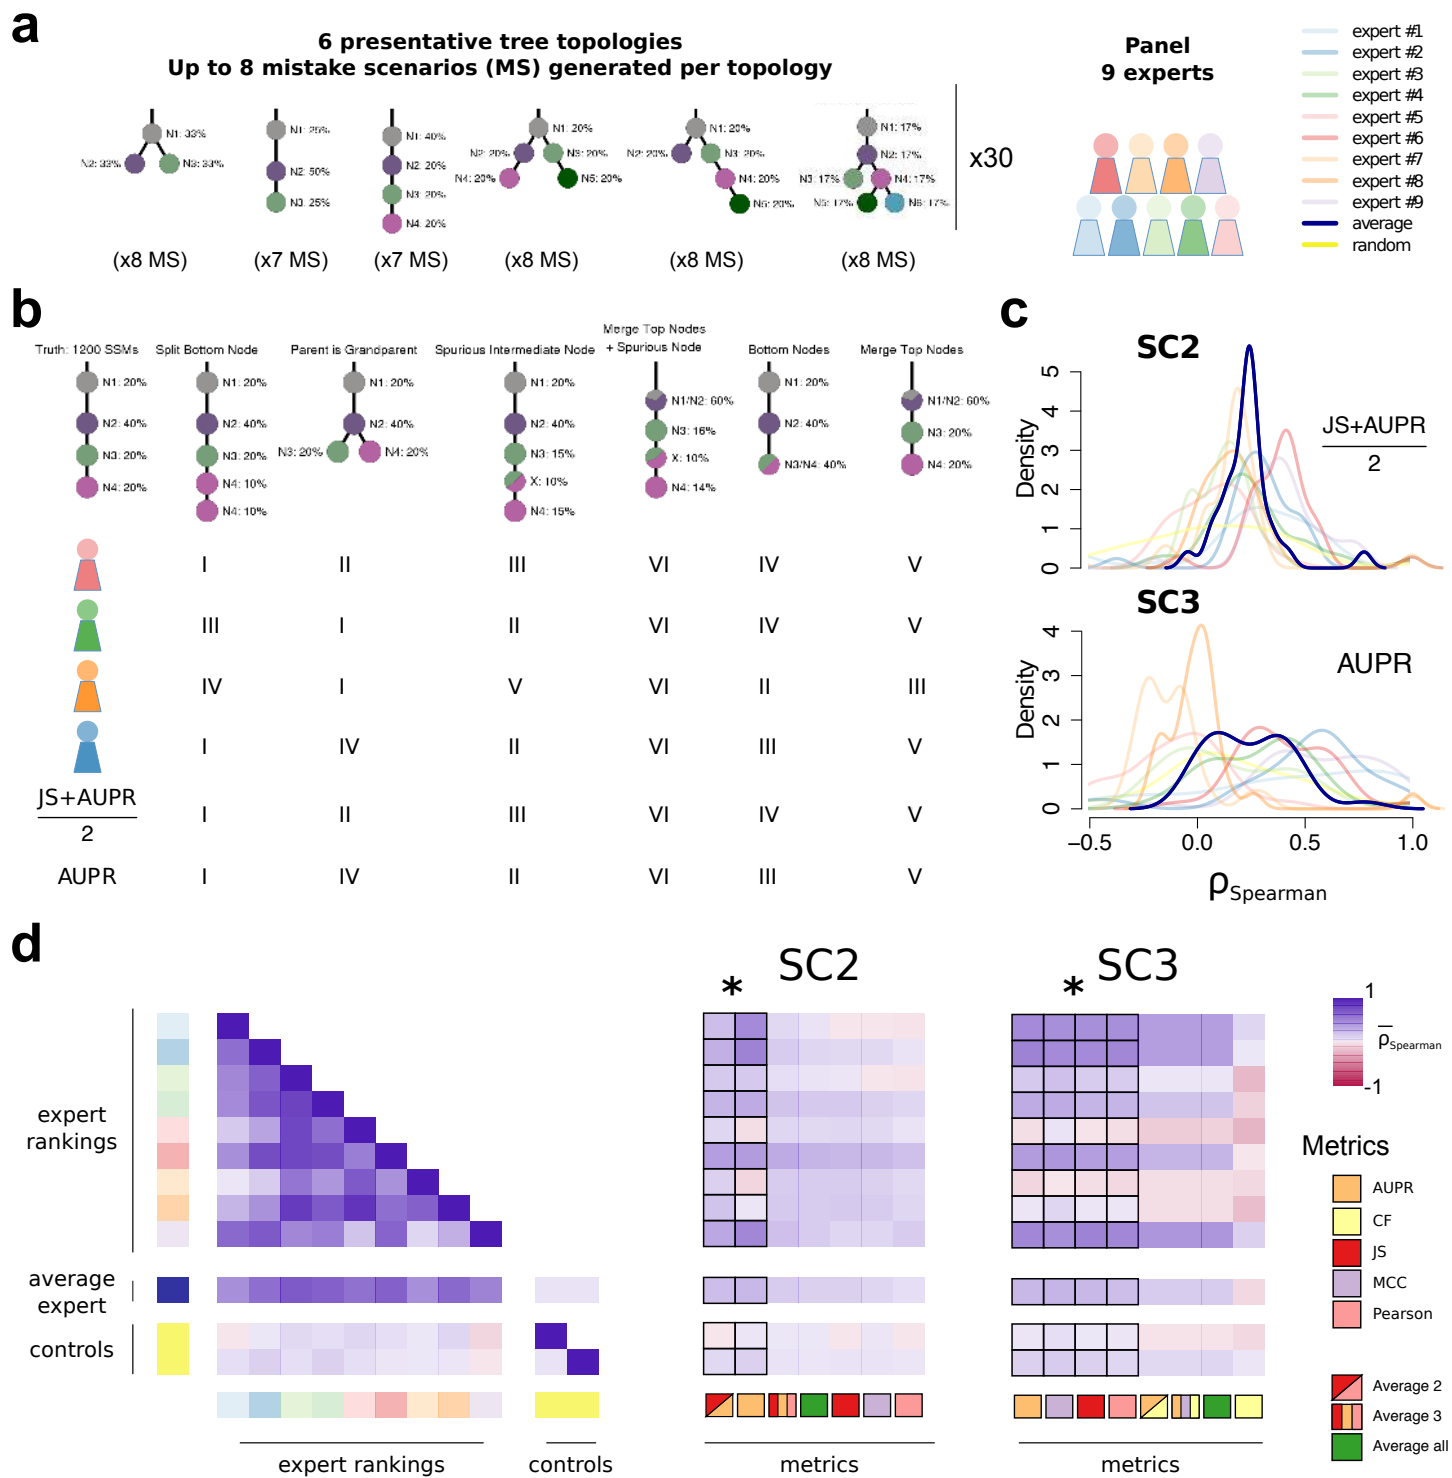 a
6 presentative tree topologies
Up to 8 mistake scenarios (MS) generated per topology
N1: 33%
N2: 33%
N3: 33%
(x8 MS)
N1: 25%
N2: 50%
N3: 25%
(x7 MS)
N1: 40%
N2: 20%
N3: 20%
N4: 20%
(x7 MS)
N1: 20%
N2: 20%
N3: 20%
N4: 20%
N5: 20%
(x8 MS)
N1: 20%
N2: 20%
N3: 20%
N4: 20%
N5: 20%
(x8 MS)
N1: 17%
N2: 17%
N3: 17%
N4: 17%
N5: 17%
N6: 17%
(x8 MS)
x30
Panel
9 experts
expert #1
expert #2
expert #3
expert #4
expert #5
expert #6
expert #7
expert #8
expert #9
average
random
b
Truth: 1200 SSMs
N1: 20%
N2: 40%
N3: 20%
N4: 20%
Split Bottom Node
N1: 20%
N2: 40%
N3: 20%
N4: 10%
N4: 10%
Parent is Grandparent
N1: 20%
N2: 40%
N3: 20%
N4: 20%
Spurious Intermediate Node
N1: 20%
N2: 40%
N3: 15%
X: 10%
N4: 15%
Merge Top Nodes
+ Spurious Node
N1/N2: 60%
N3: 16%
X: 10%
N4: 14%
Bottom Nodes
N1: 20%
N2: 40%
N3/N4: 40%
Merge Top Nodes
N1/N2: 60%
N3: 20%
N4: 20%
I II III VI IV V
III I II VI IV V
IV I V VI II III
I IV II VI III V
JS+AUPR
2
I II III VI IV V
AUPR I IV II VI III V
c
SC2
JS+AUPR
2
Density
0 1 2 3 4 5
SC3
AUPR
Density
0 1 2 3 4
−0.5 0.0 0.5 1.0
ρSpearman
d
SC2
*
SC3
*
expert
rankings
average
expert
controls
expert rankings
controls
metrics
metrics
1
ρSpearman
-1
Metrics
AUPR
CF
JS
MCC
Pearson
Average 2
Average 3
Average all